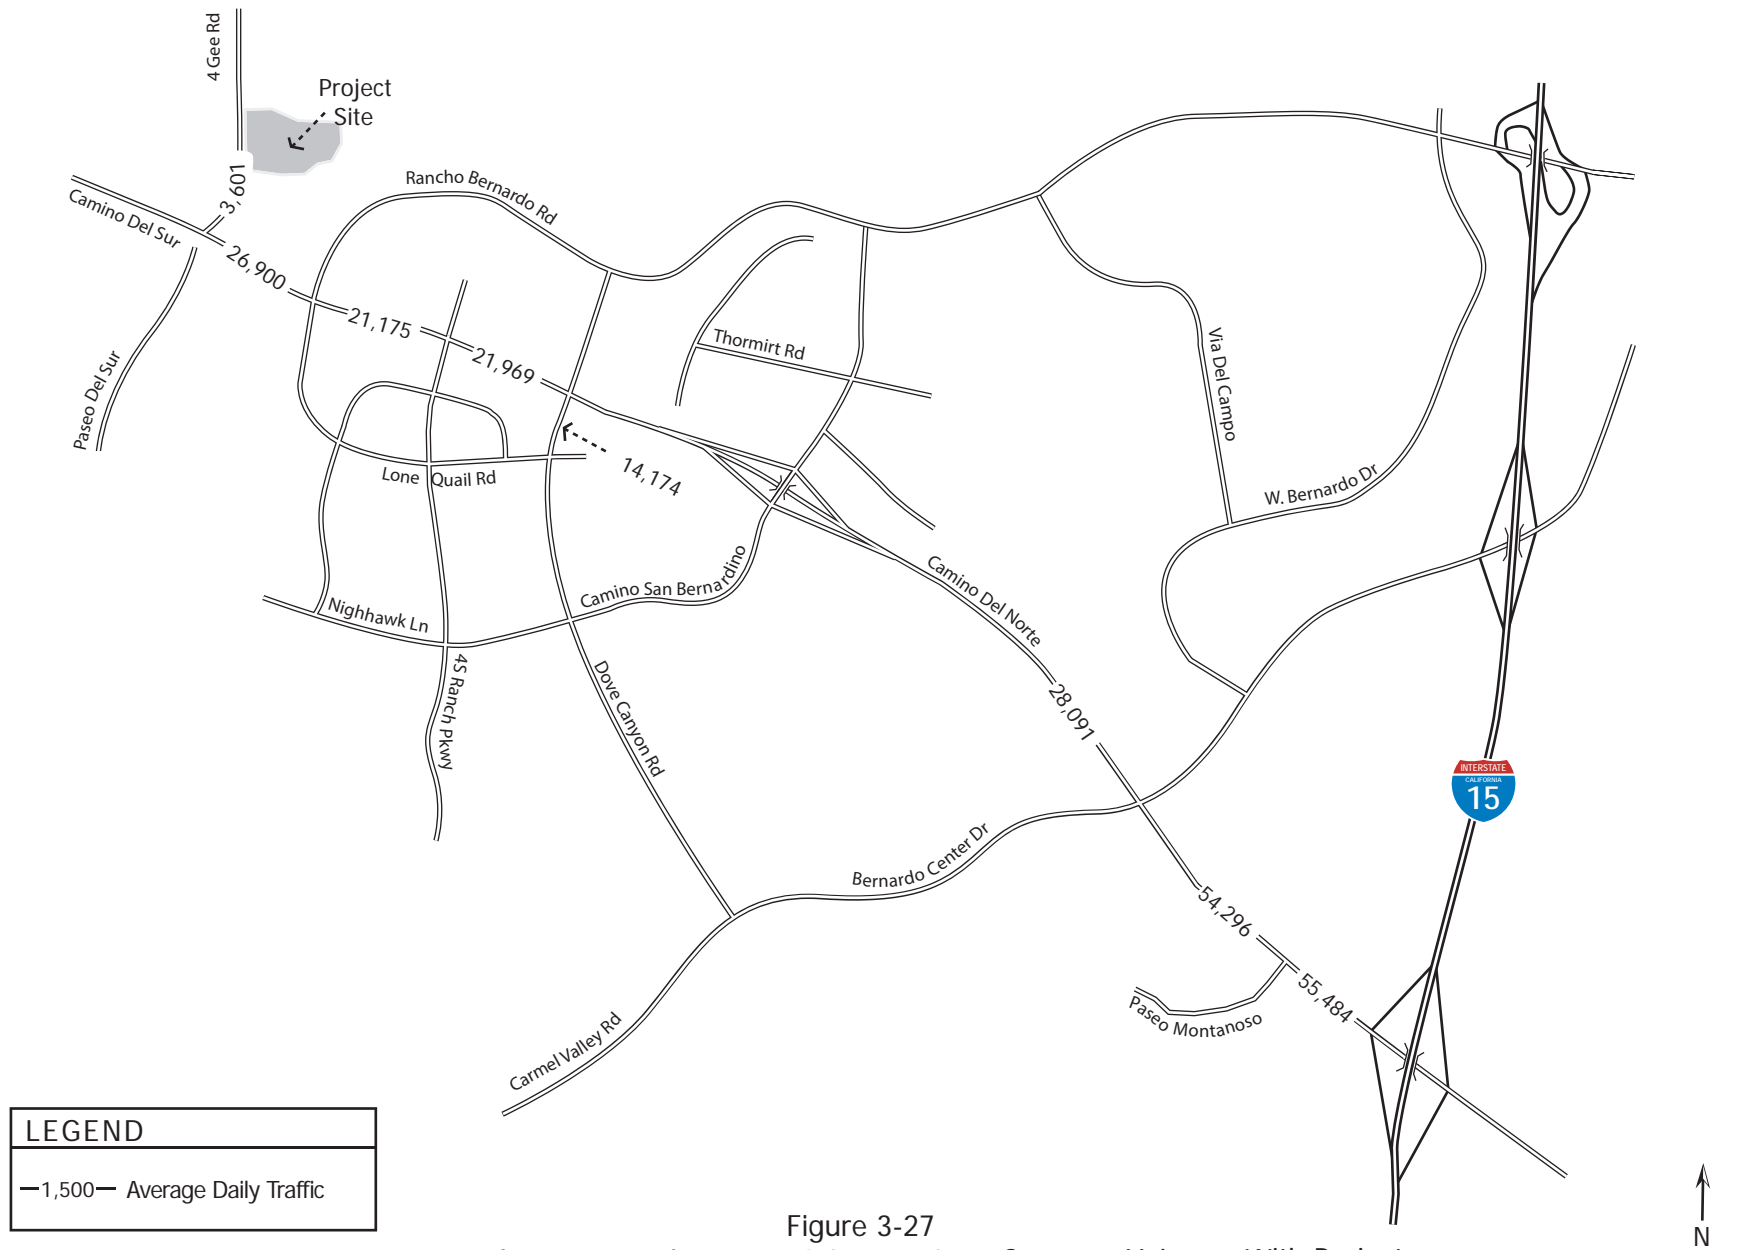 4 Gee Rd
Project
Site
3,601
Camino Del Sur
Rancho Bernardo Rd
26,900
21,175
21,969
Thormirt Rd
Via Del Campo
Paseo Del Sur
Lone Quail Rd
14,174
W. Bernardo Dr
Camino San Bernardino
Camino Del Norte
Nighhawk Ln
4S Ranch Pkwy
Dove Canyon Rd
28,091
INTERSTATE
CALIFORNIA
15
Bernardo Center Dr
54,296
55,484
Paseo Montanoso
Carmel Valley Rd
LEGEND
1,500 Average Daily Traffic
Figure 3-27
N